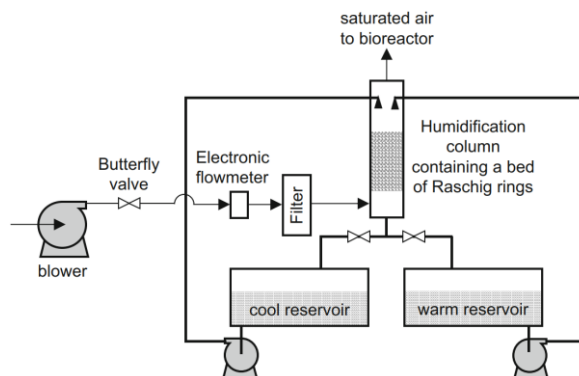 saturated air
to bioreactor
Humidification
column
containing a bed
of Raschig rings
Butterfly
valve
Electronic
flowmeter
Filter
blower
cool reservoir
warm reservoir